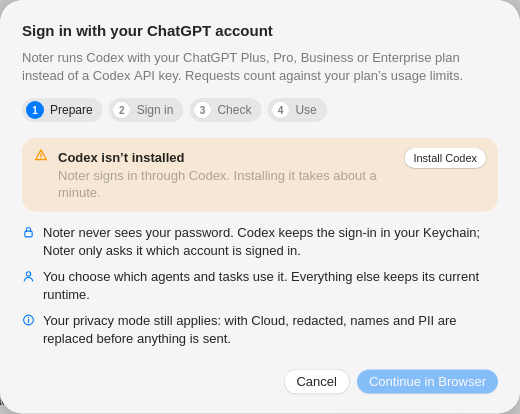 Sign in with your ChatGPT account
Noter runs Codex with your ChatGPT Plus, Pro, Business or Enterprise plan
instead of a Codex API key. Requests count against your plan’s usage limits.
1 Prepare 2 Sign in 3 Check 4 Use
Codex isn’t installed
Install Codex
Noter signs in through Codex. Installing it takes about a
minute.
Noter never sees your password. Codex keeps the sign-in in your Keychain;
Noter only asks it which account is signed in.
You choose which agents and tasks use it. Everything else keeps its current
runtime.
Your privacy mode still applies: with Cloud, redacted, names and PII are
replaced before anything is sent.
Cancel Continue in Browser